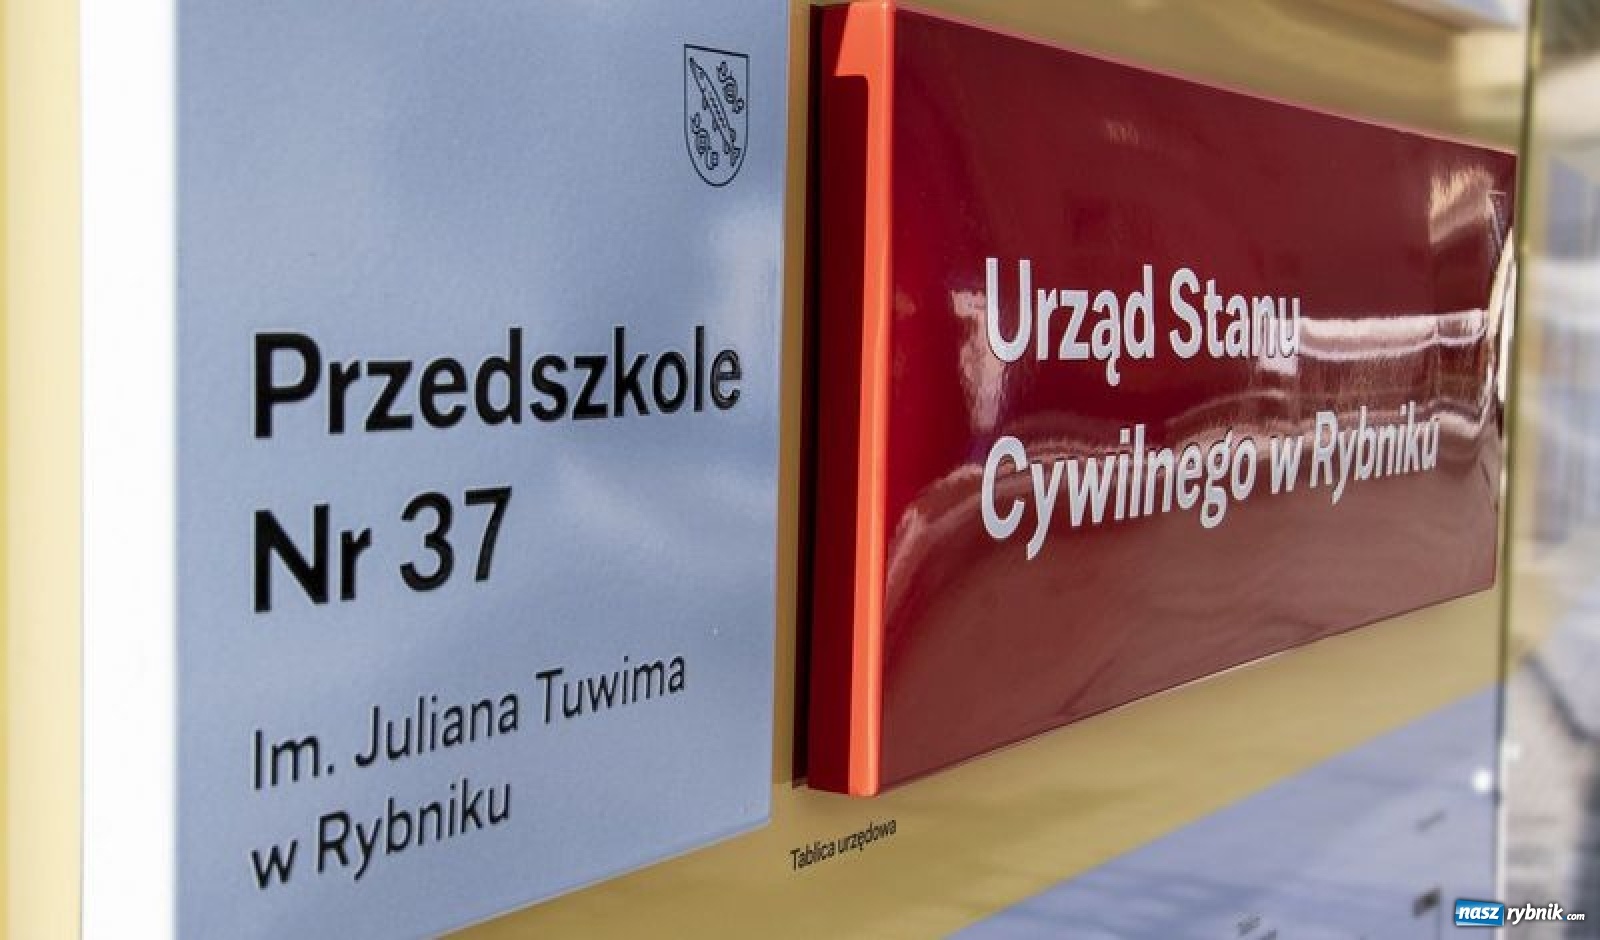 Przedszkole
Nr 37
Im. Juliana Tuwima
w Rybniku
Urząd Stanu
Cywilnego w Rybniku
Tablica urzędowa
nasz rybnik.com